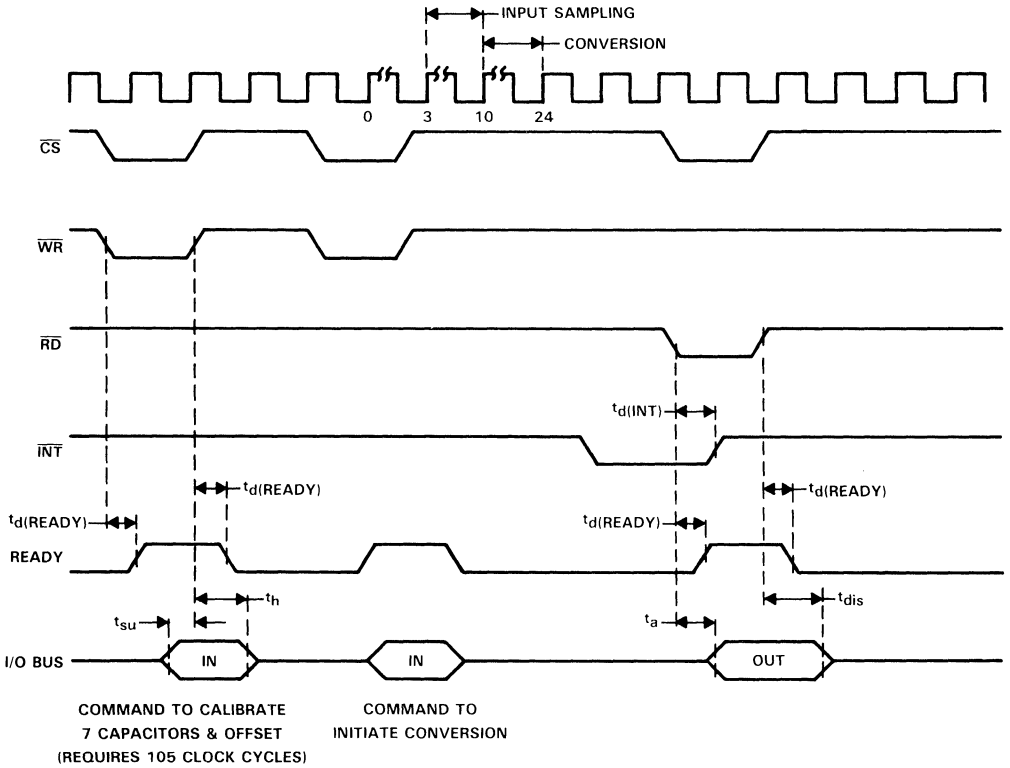 INPUT SAMPLING
CONVERSION
0 3 10 24
CS
WR
RD
td(INT)
INT
td(READY)
td(READY)
td(READY)
td(READY)
READY
th
tdis
tsu
ta
I/O BUS
IN
IN
OUT
COMMAND TO CALIBRATE
7 CAPACITORS & OFFSET
(REQUIRES 105 CLOCK CYCLES)
COMMAND TO
INITIATE CONVERSION